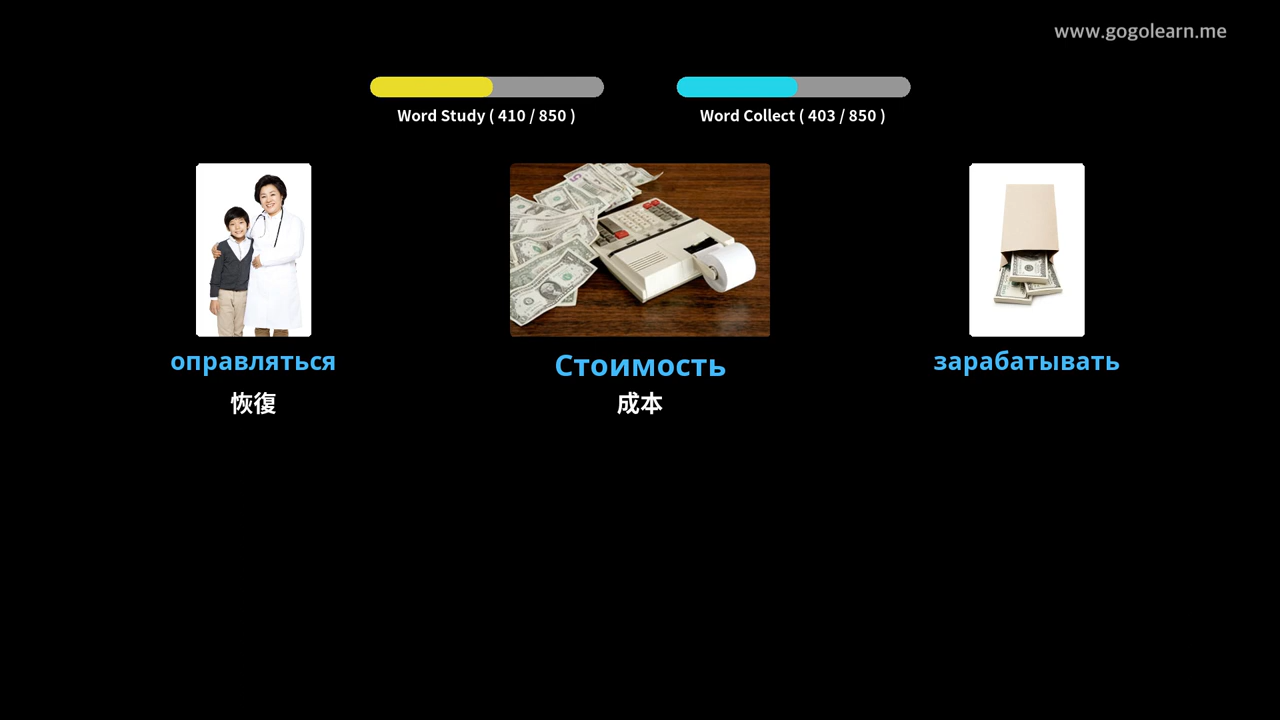 www.gogolearn.me
Word Study ( 410 / 850 )
Word Collect ( 403 / 850 )
оправляться
恢復
Стоимость
成本
зарабатывать